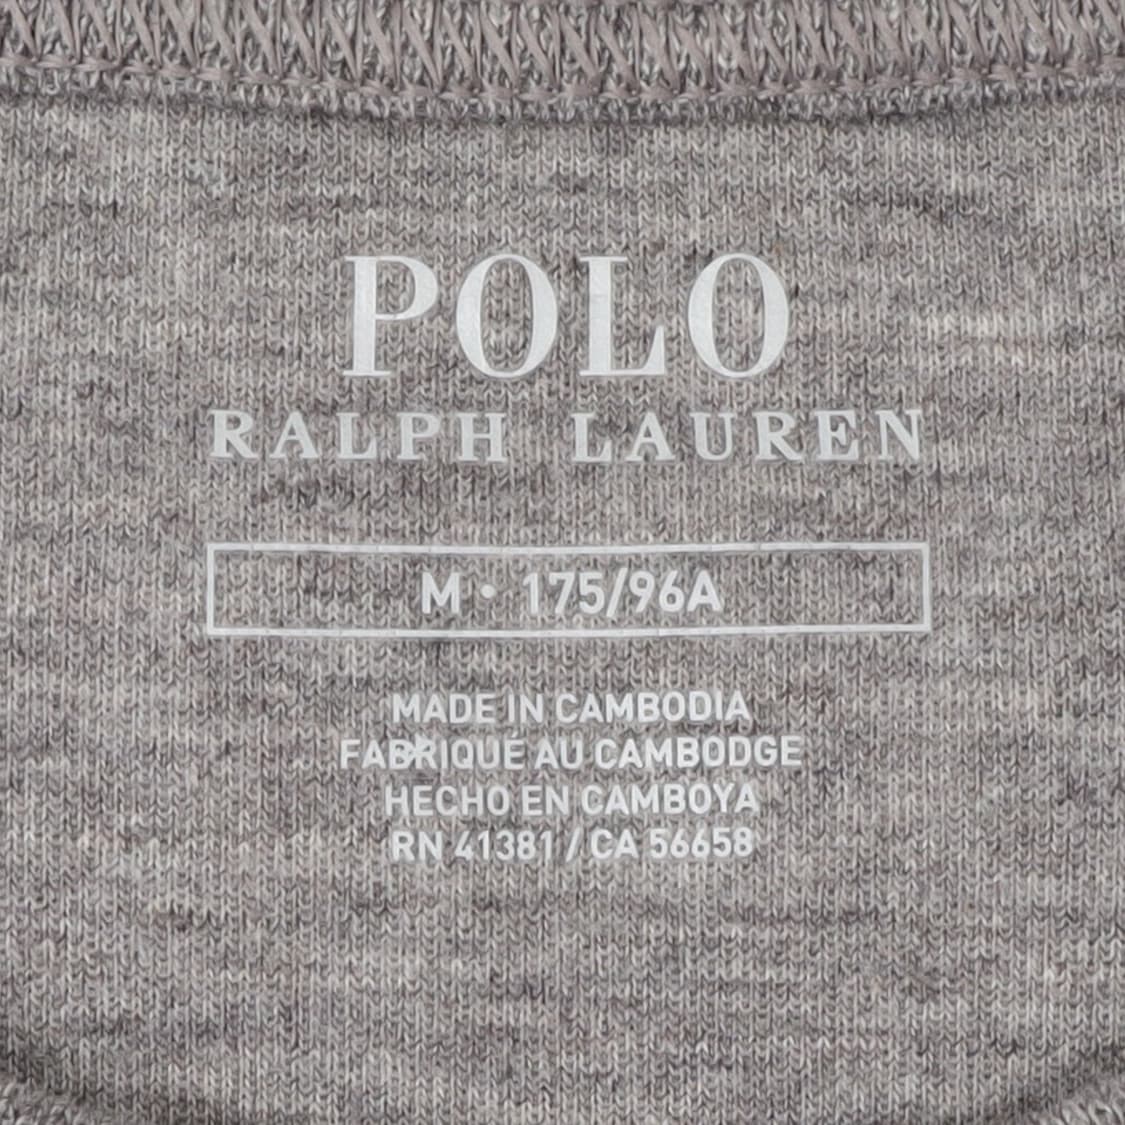 POLO
RALPH LAUREN
M • 175/96A
MADE IN CAMBODIA
FABRIQUÉ AU CAMBODGE
HECHO EN CAMBOYA
RN 41381 / CA 56658